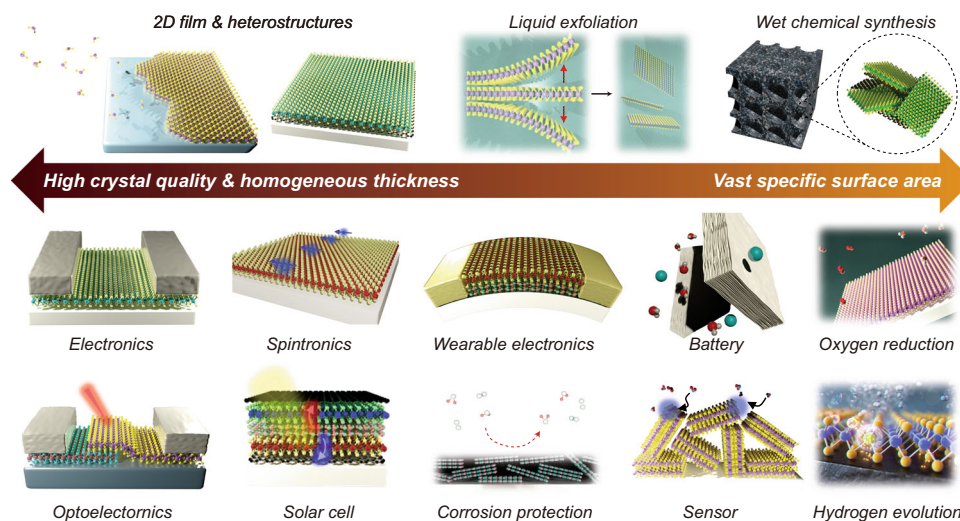 2D film & heterostructures
Liquid exfoliation
Wet chemical synthesis
High crystal quality & homogeneous thickness
Vast specific surface area
Electronics
Spintronics
Wearable electronics
Battery
Oxygen reduction
Optoelectornics
Solar cell
Corrosion protection
Sensor
Hydrogen evolution